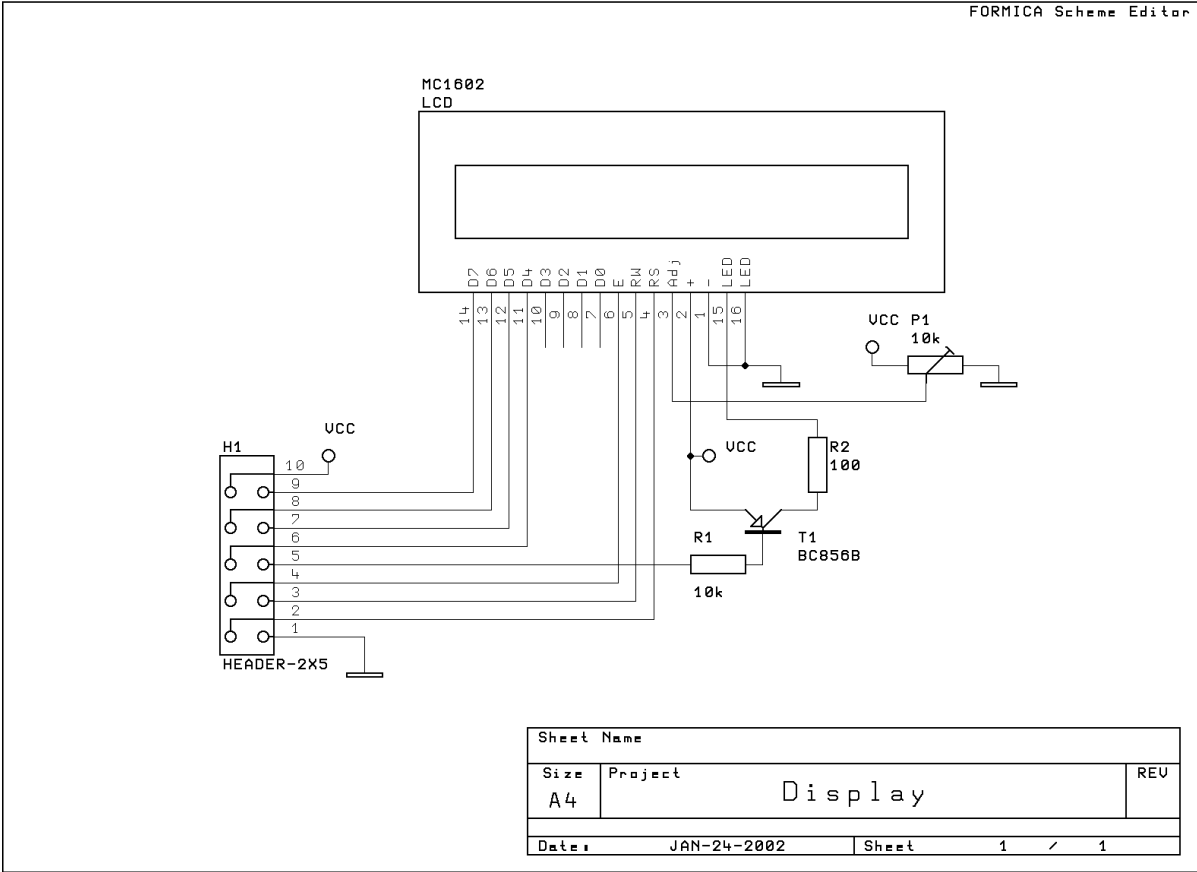 FORMICA Scheme Editor
MC1602
LCD
D7 D6 D5 D4 D3 D2 D1 D0 E RW RS Adj + - LED LED
14 13 12 11 10 9 8 7 6 5 4 3 2 1 15 16
VCC P1
10k
VCC
H1
10
9
8
7
6
5
4
3
2
1
HEADER-2X5
VCC
R2
100
R1
10k
T1
BC856B
Sheet Name
Size Project REV
A4 Display
Date: JAN-24-2002 Sheet 1 / 1